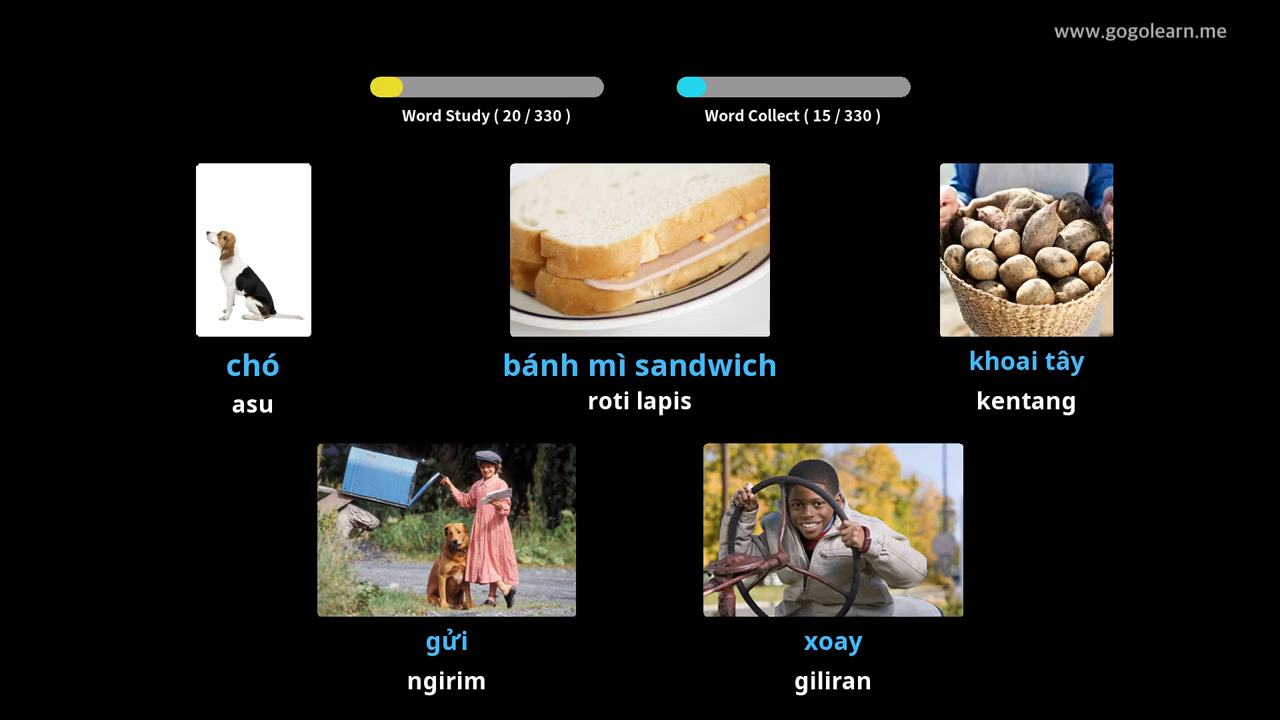 www.gogolearn.me
Word Study ( 20 / 330 )
Word Collect ( 15 / 330 )
chó
asu
bánh mì sandwich
roti lapis
khoai tây
kentang
gửi
ngirim
xoay
giliran